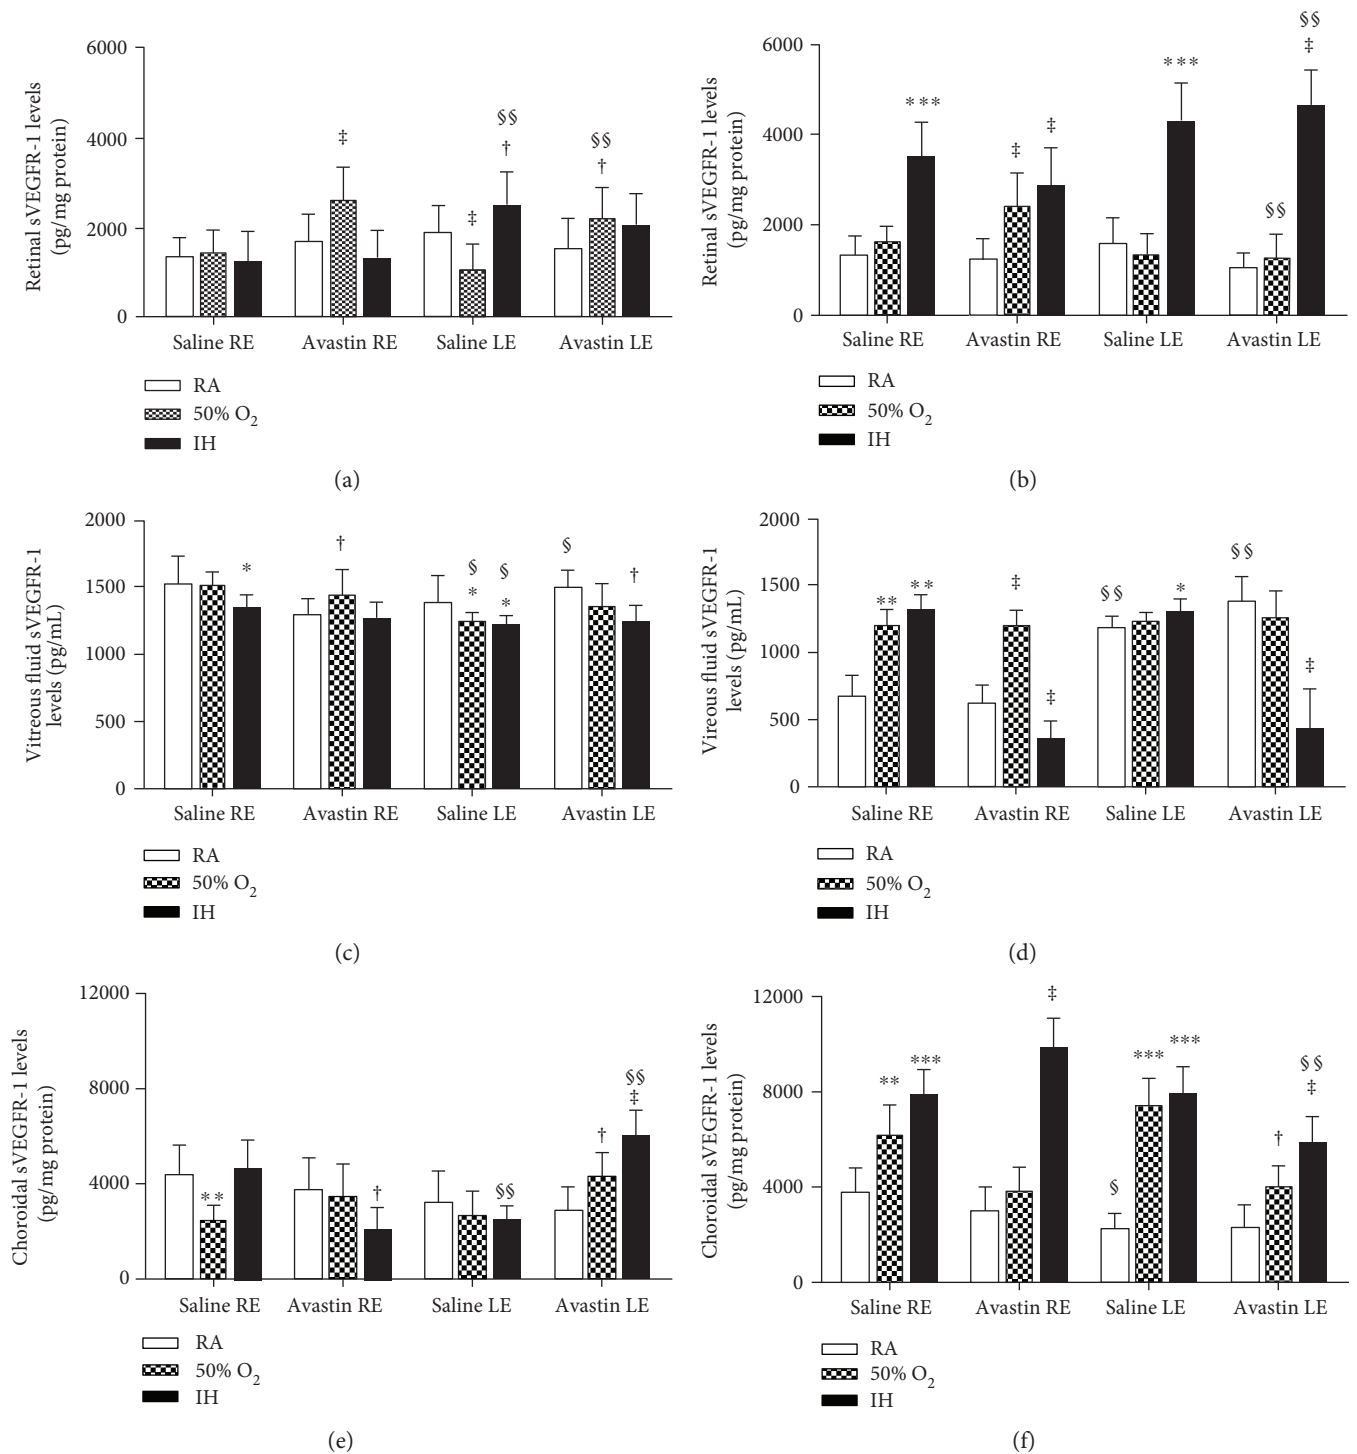 6000
4000
2000
0
Retinal sVEGFR-1 levels
(pg/mg protein)
‡
‡
§§
†
§§
†
Saline RE
Avastin RE
Saline LE
Avastin LE
RA
50% O2
IH
(a)
6000
4000
2000
0
Retinal sVEGFR-1 levels
(pg/mg protein)
***
‡
‡
***
§§
§§
‡
Saline RE
Avastin RE
Saline LE
Avastin LE
RA
50% O2
IH
(b)
2000
1500
1000
500
0
Vitreous fluid sVEGFR-1
levels (pg/mL)
*
†
§
*
§
*
§
†
Saline RE
Avastin RE
Saline LE
Avastin LE
RA
50% O2
IH
(c)
2000
1500
1000
500
0
Vireous fluid sVEGFR-1
levels (pg/mL)
**
**
‡
‡
§§
*
§§
‡
Saline RE
Avastin RE
Saline LE
Avastin LE
RA
50% O2
IH
(d)
12000
8000
4000
0
Choroidal sVEGFR-1 levels
(pg/mg protein)
**
†
§§
†
§§
‡
Saline RE
Avastin RE
Saline LE
Avastin LE
RA
50% O2
IH
(e)
12000
8000
4000
0
Choroidal sVEGFR-1 levels
(pg/mg protein)
**
***
‡
§
***
***
†
§§
‡
Saline RE
Avastin RE
Saline LE
Avastin LE
RA
50% O2
IH
(f)